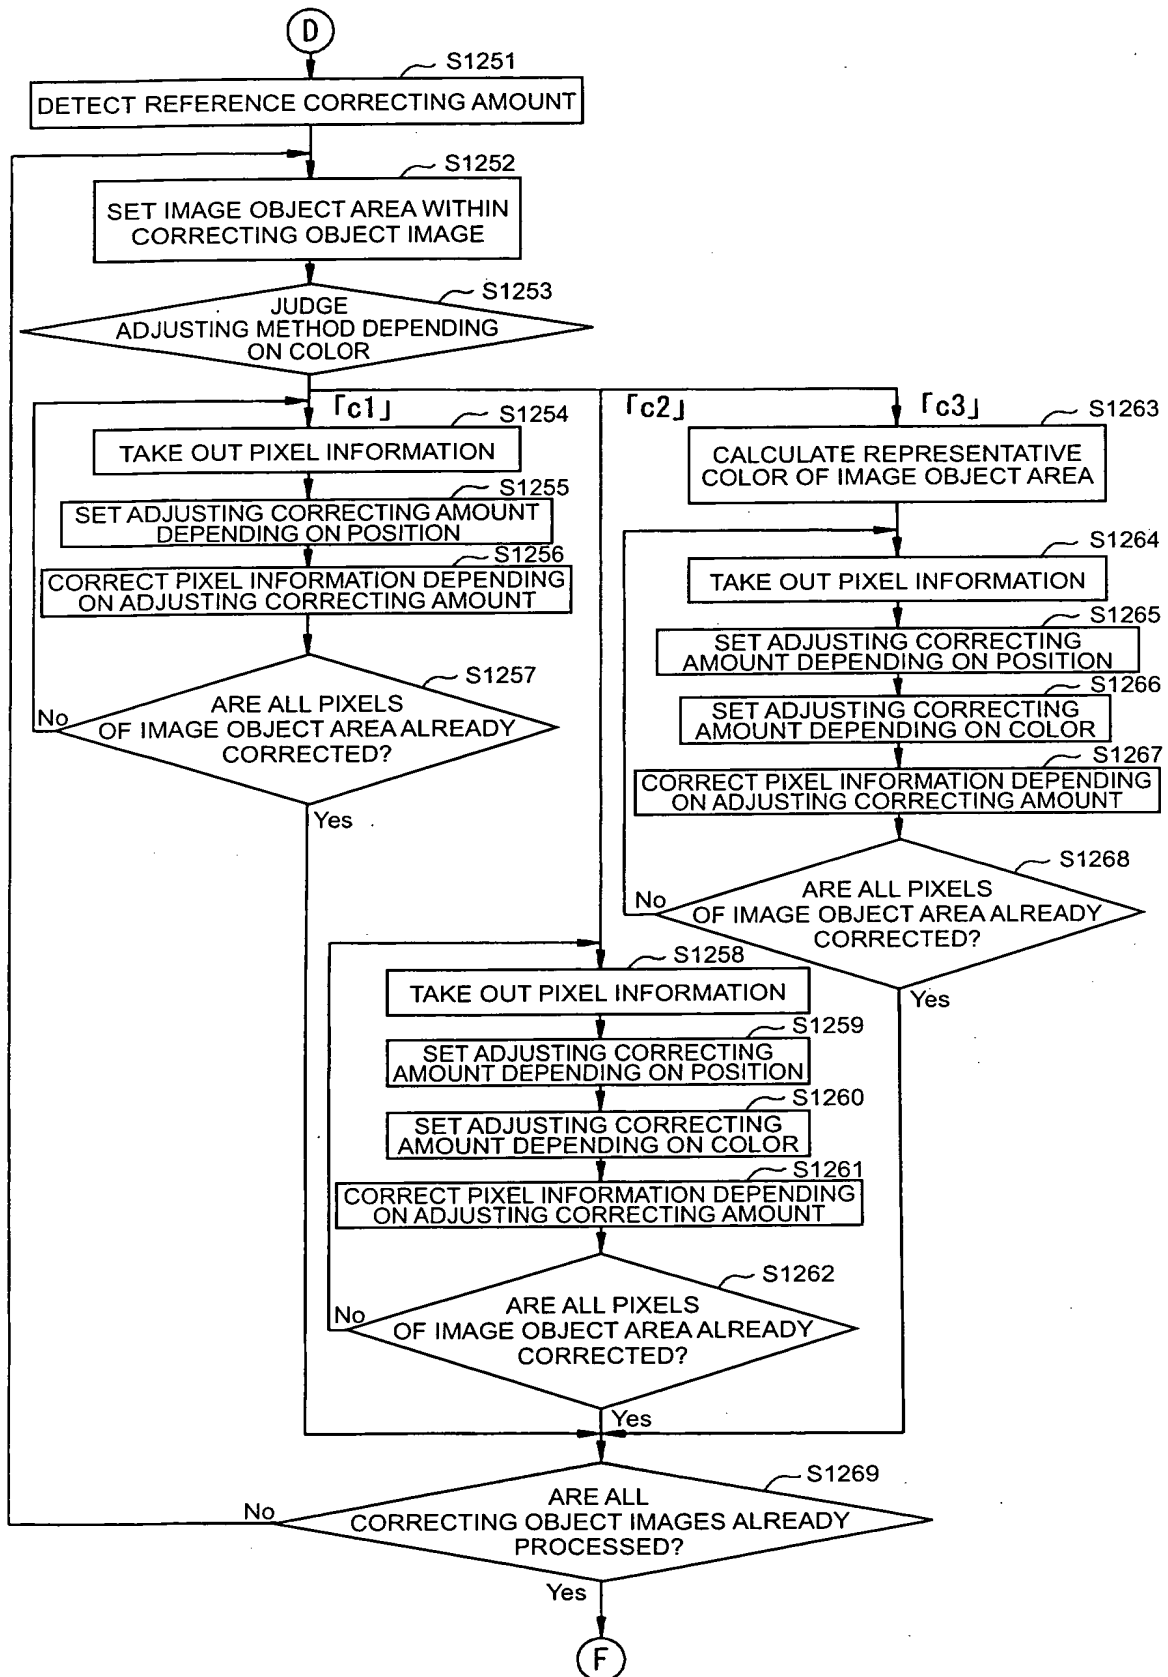 D
S1251
DETECT REFERENCE CORRECTING AMOUNT
S1252
SET IMAGE OBJECT AREA WITHIN
CORRECTING OBJECT IMAGE
S1253
JUDGE
ADJUSTING METHOD DEPENDING
ON COLOR
「c1」
S1254
TAKE OUT PIXEL INFORMATION
S1255
SET ADJUSTING CORRECTING AMOUNT
DEPENDING ON POSITION
S1256
CORRECT PIXEL INFORMATION DEPENDING
ON ADJUSTING CORRECTING AMOUNT
S1257
ARE ALL PIXELS
OF IMAGE OBJECT AREA ALREADY
CORRECTED?
No
Yes
「c2」
S1258
TAKE OUT PIXEL INFORMATION
S1259
SET ADJUSTING CORRECTING
AMOUNT DEPENDING ON POSITION
S1260
SET ADJUSTING CORRECTING
AMOUNT DEPENDING ON COLOR
S1261
CORRECT PIXEL INFORMATION DEPENDING
ON ADJUSTING CORRECTING AMOUNT
S1262
ARE ALL PIXELS
OF IMAGE OBJECT AREA ALREADY
CORRECTED?
No
Yes
「c3」
S1263
CALCULATE REPRESENTATIVE
COLOR OF IMAGE OBJECT AREA
S1264
TAKE OUT PIXEL INFORMATION
S1265
SET ADJUSTING CORRECTING
AMOUNT DEPENDING ON POSITION
S1266
SET ADJUSTING CORRECTING
AMOUNT DEPENDING ON COLOR
S1267
CORRECT PIXEL INFORMATION DEPENDING
ON ADJUSTING CORRECTING AMOUNT
S1268
ARE ALL PIXELS
OF IMAGE OBJECT AREA ALREADY
CORRECTED?
No
Yes
S1269
ARE ALL
CORRECTING OBJECT IMAGES ALREADY
PROCESSED?
No
Yes
F